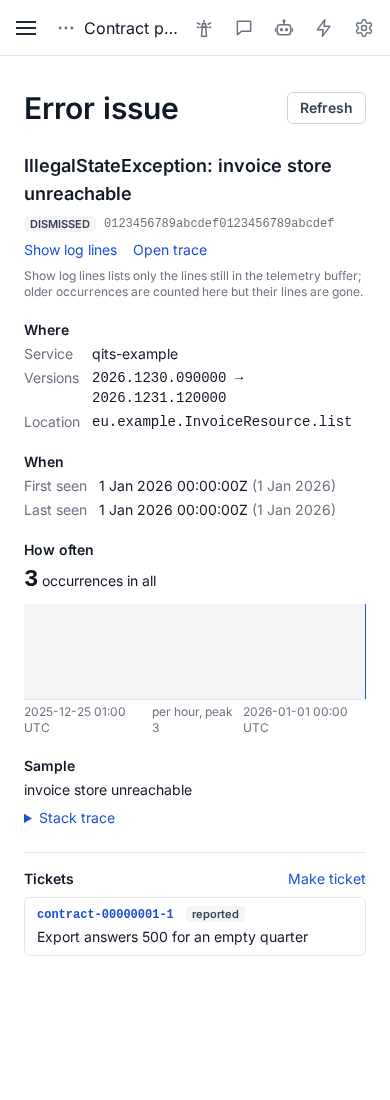 Contract p...
Error issue
Refresh
IllegalStateException: invoice store
unreachable
DISMISSED 0123456789abcdef0123456789abcdef
Show log lines Open trace
Show log lines lists only the lines still in the telemetry buffer;
older occurrences are counted here but their lines are gone.
Where
Service qits-example
Versions 2026.1230.090000 →
2026.1231.120000
Location eu.example.InvoiceResource.list
When
First seen 1 Jan 2026 00:00:00Z (1 Jan 2026)
Last seen 1 Jan 2026 00:00:00Z (1 Jan 2026)
How often
3 occurrences in all
2025-12-25 01:00 UTC
per hour, peak 3
2026-01-01 00:00 UTC
Sample
invoice store unreachable
Stack trace
Tickets Make ticket
contract-00000001-1 reported
Export answers 500 for an empty quarter